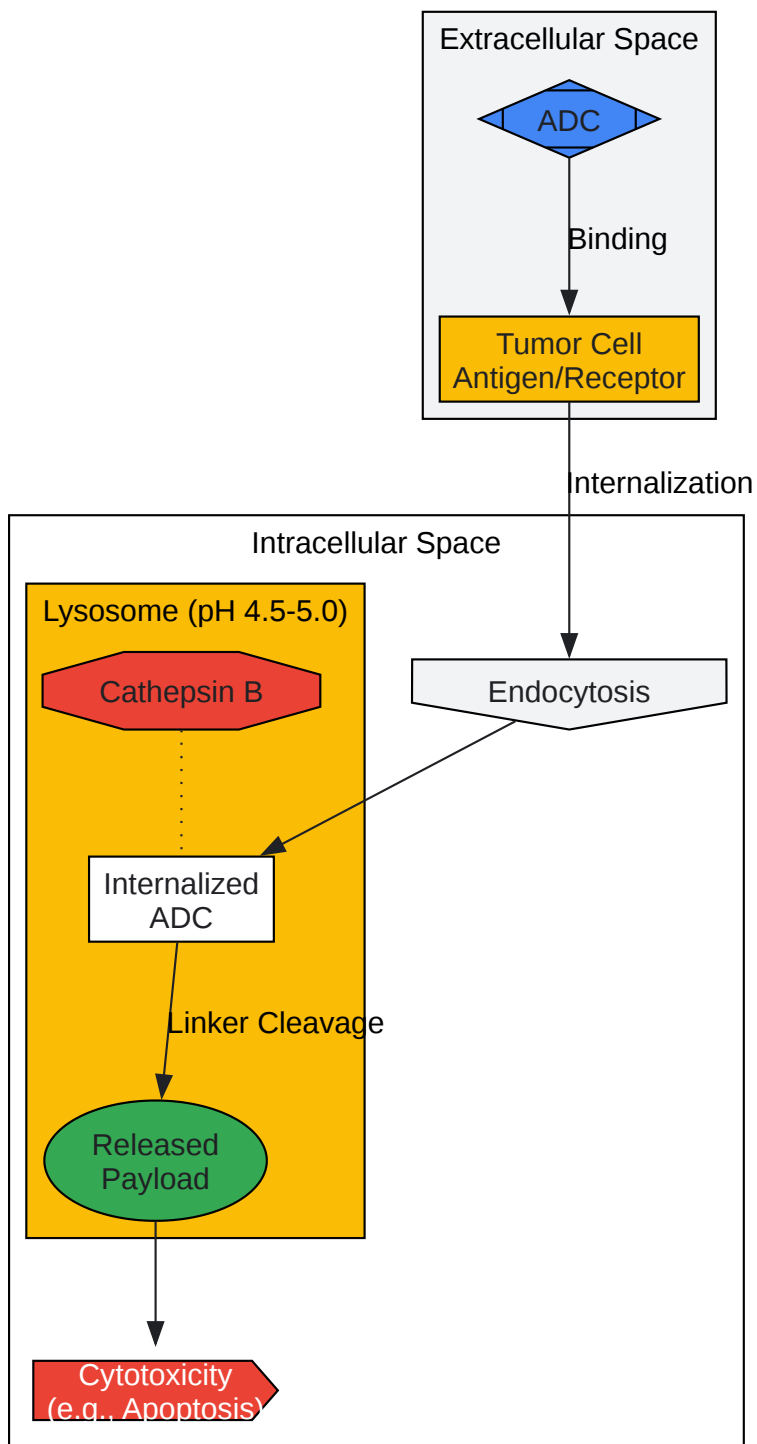 Extracellular Space
ADC
Binding
Tumor Cell
Antigen/Receptor
Internalization
Intracellular Space
Lysosome (pH 4.5-5.0)
Cathepsin B
Endocytosis
Internalized
ADC
Linker Cleavage
Released
Payload
Cytotoxicity
(e.g., Apoptosis)